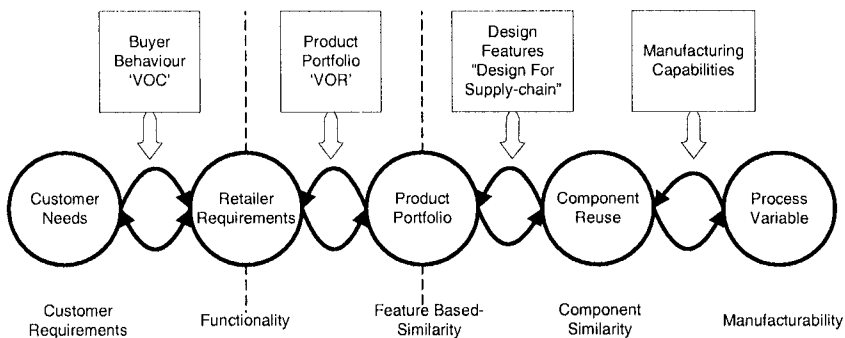 Buyer
Behaviour
'VOC'
Product
Portfolio
'VOR'
Design
Features
"Design For
Supply-chain"
Manufacturing
Capabilities
Customer
Needs
Retailer
Requirements
Product
Portfolio
Component
Reuse
Process
Variable
Customer
Requirements
Functionality
Feature Based-
Similarity
Component
Similarity
Manufacturability